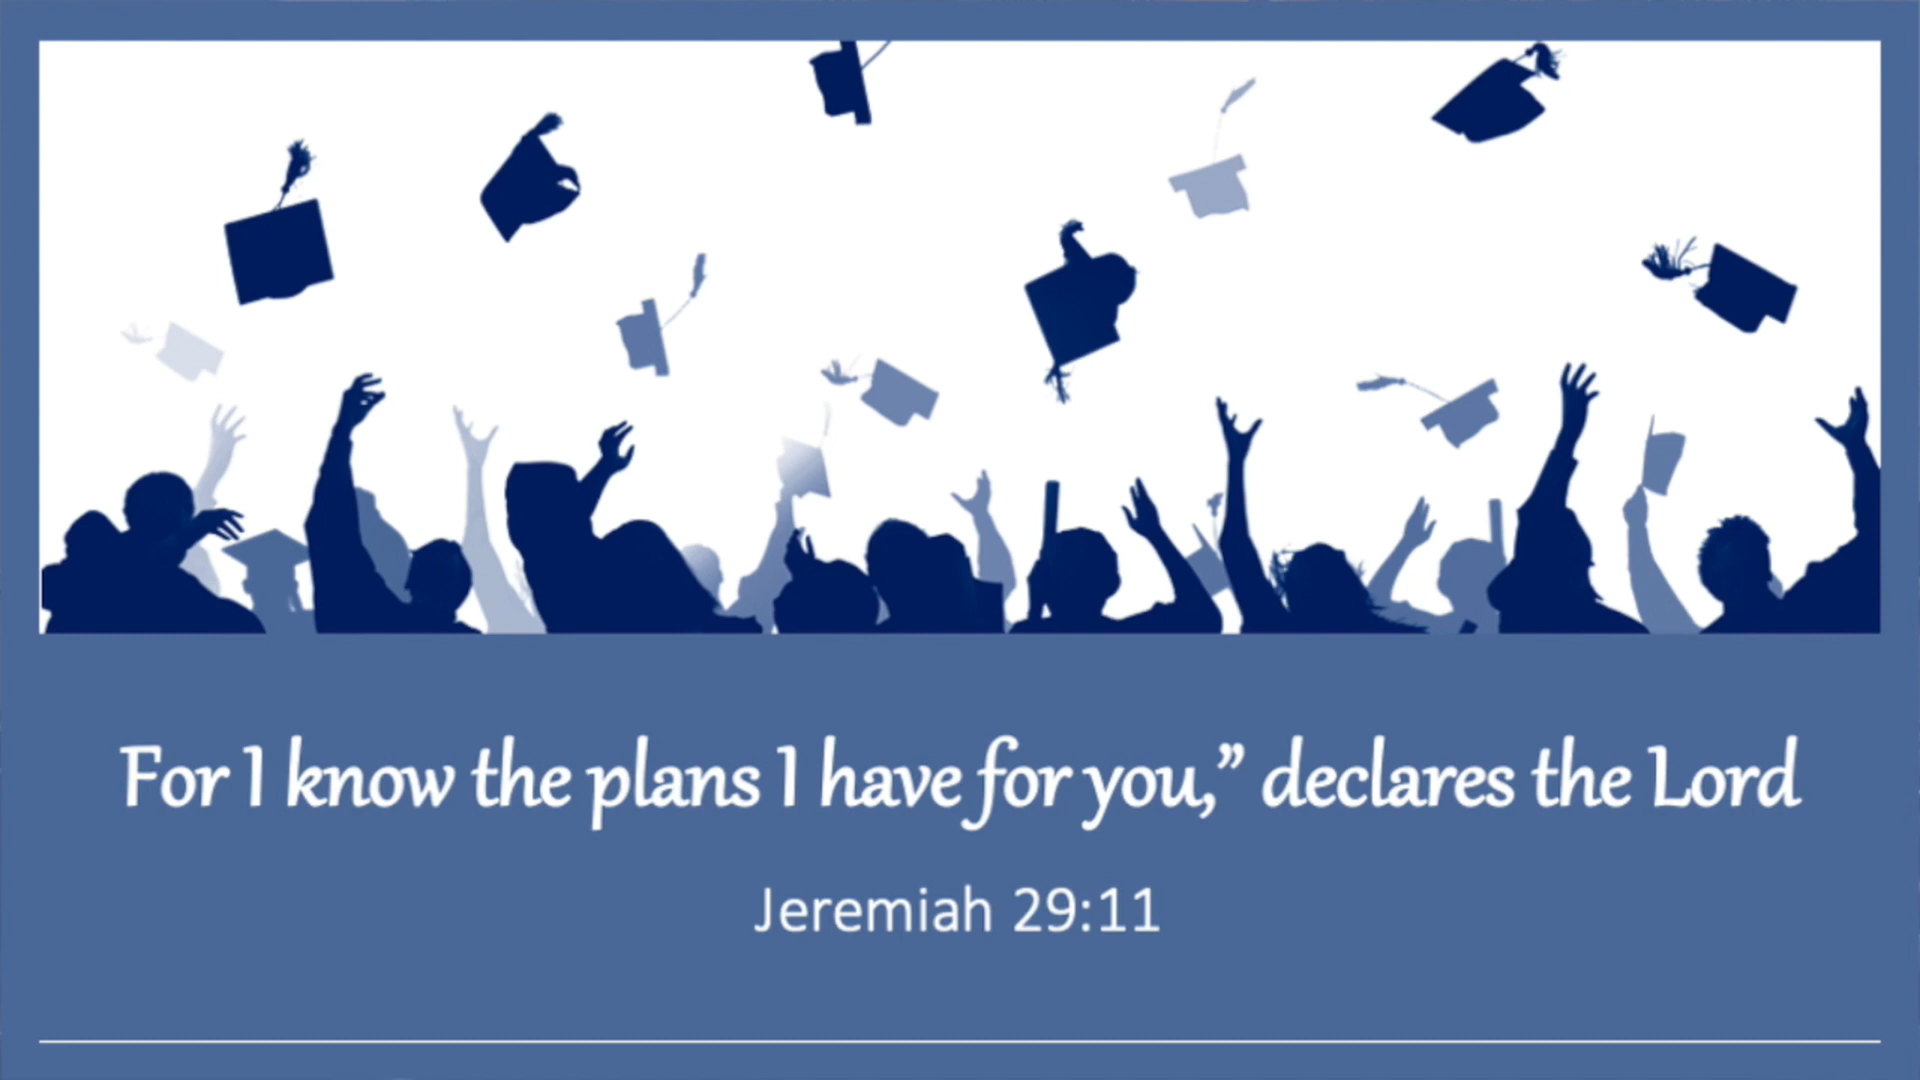 For I know the plans I have for you,” declares the Lord
Jeremiah 29:11